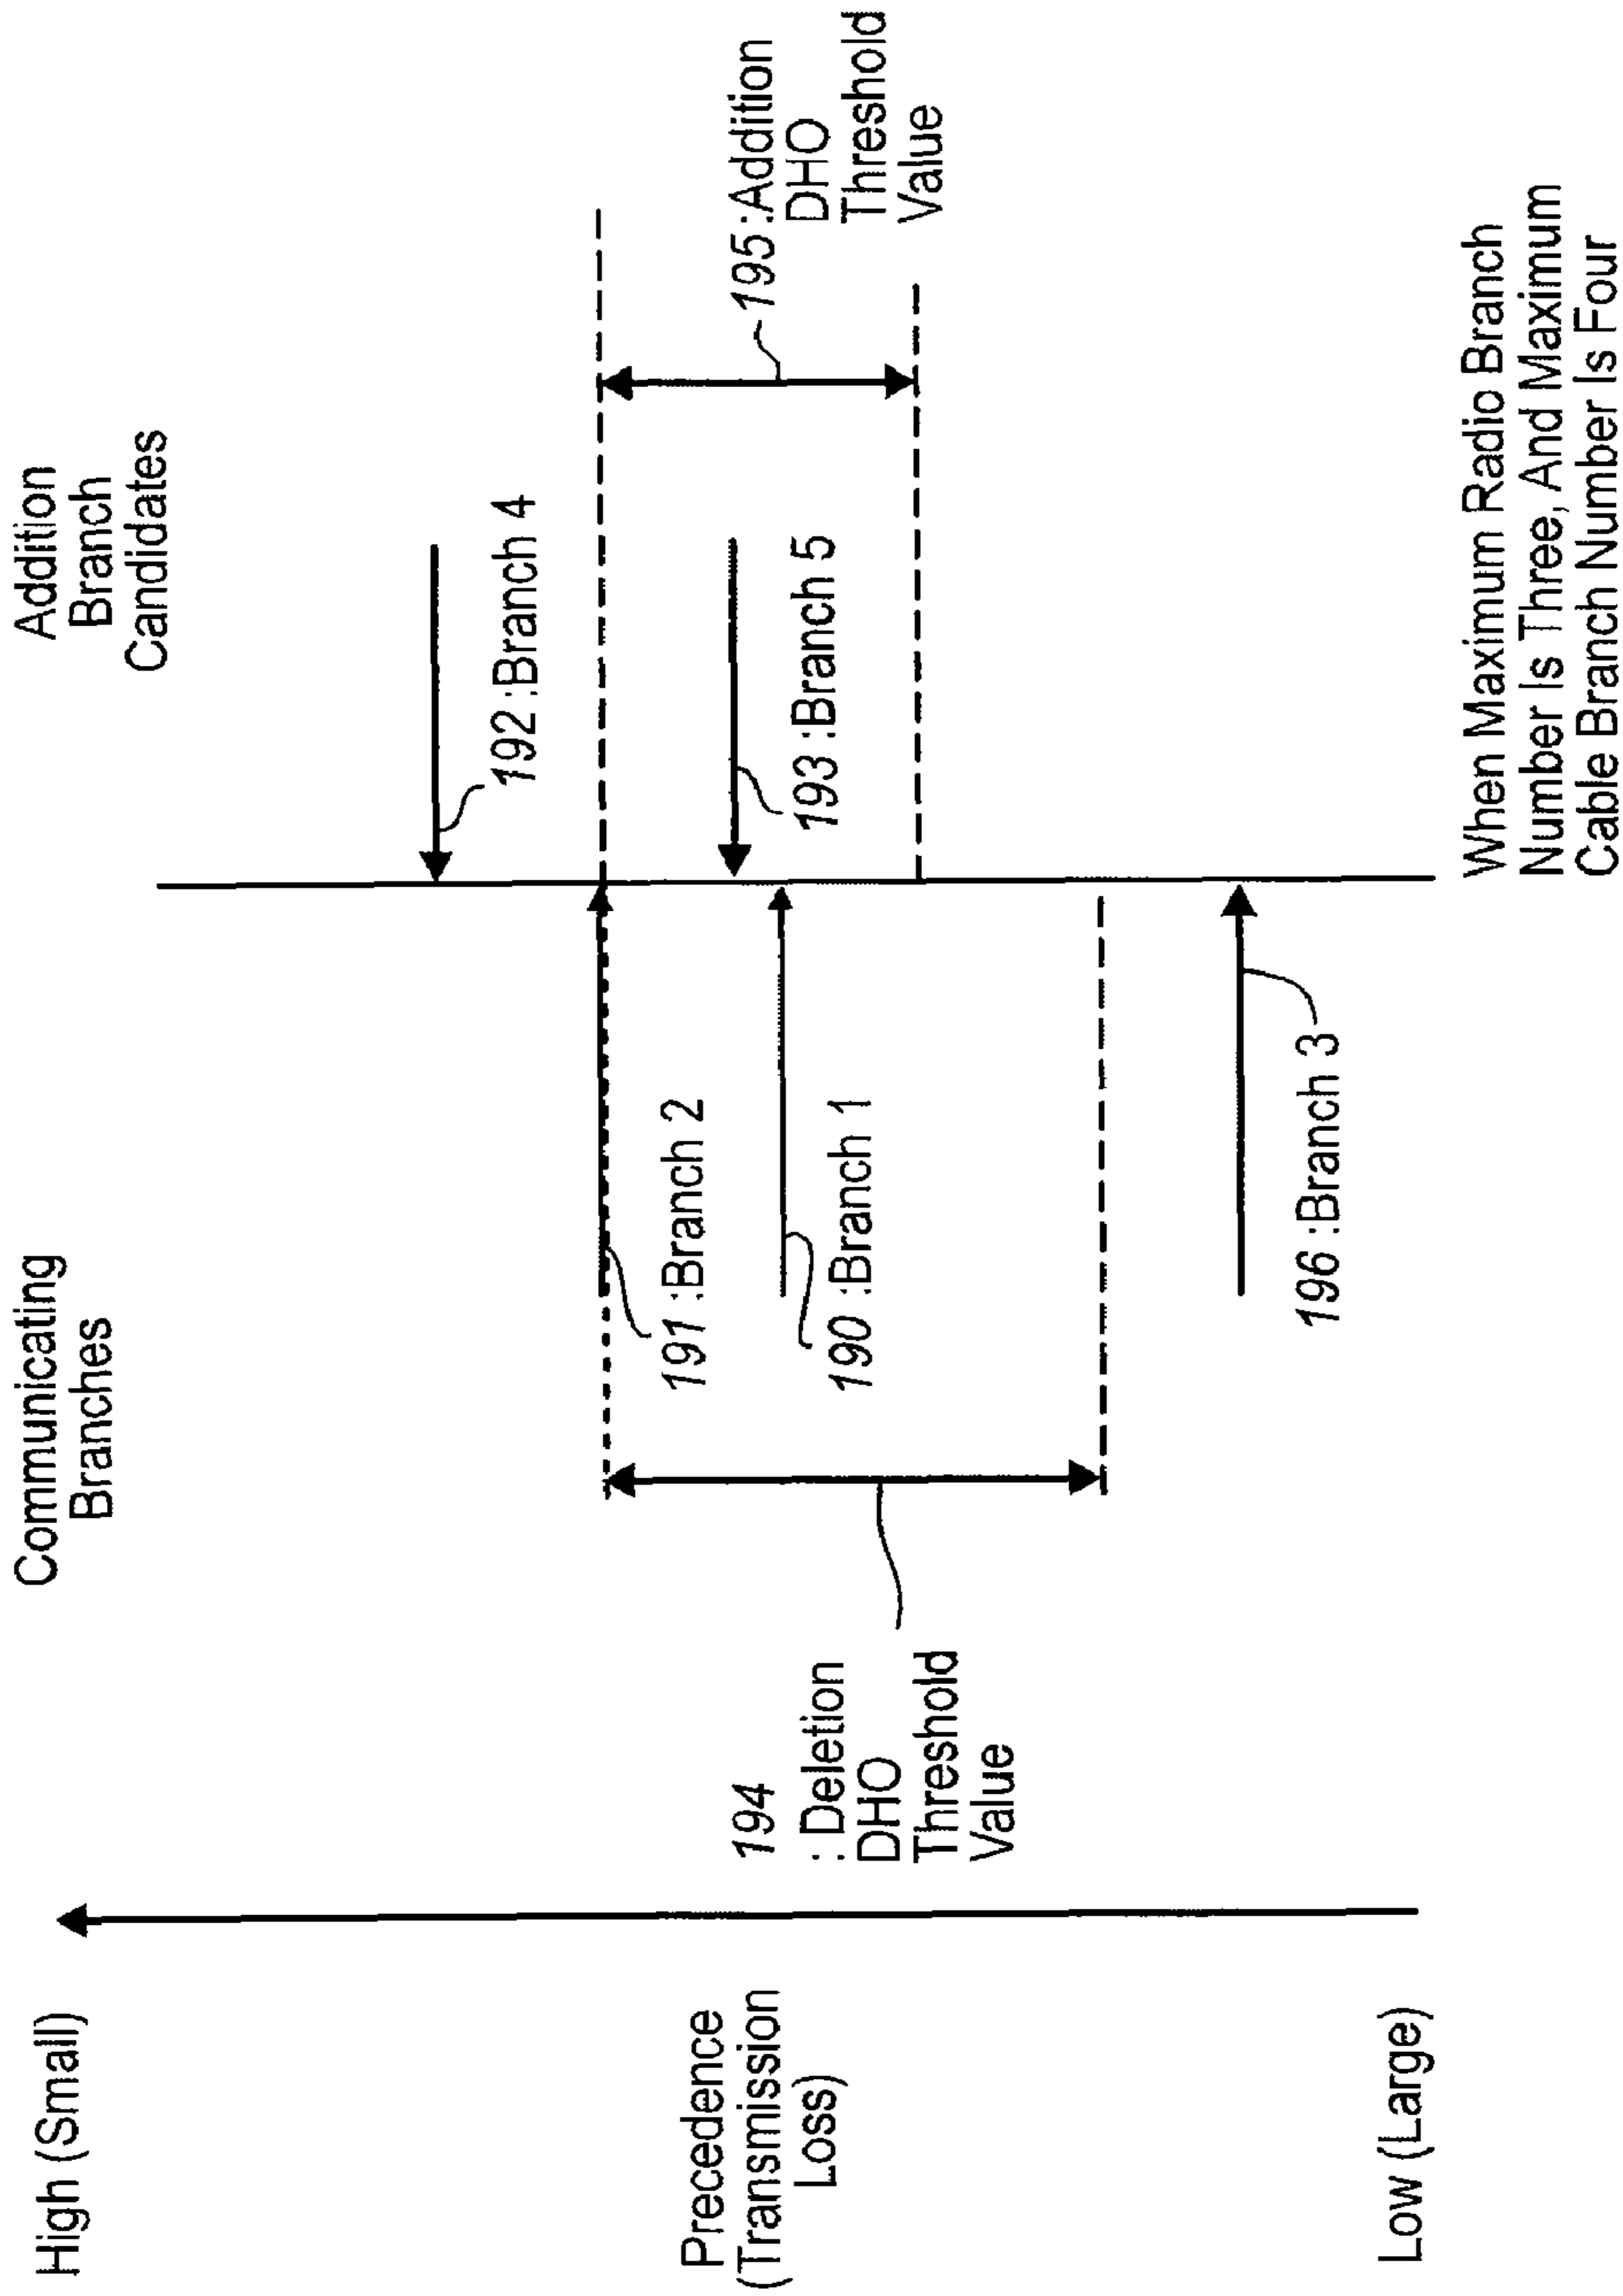 High (Small)
Precedence
(Transmission
Loss)
Low (Large)
Communicating
Branches
Addition
Branch
Candidates
194
: Deletion
DHO
Threshold
Value
191 :Branch 2
190 :Branch 1
196 :Branch 3
192 :Branch 4
193 :Branch 5
195 :Addition
DHO
Threshold
Value
When Maximum Radio Branch
Number Is Three, And Maximum
Cable Branch Number Is Four